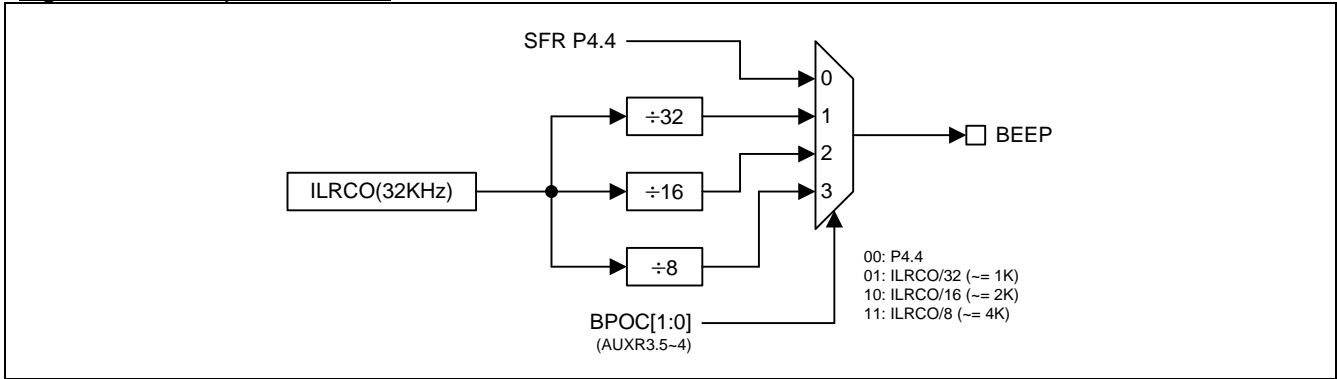 SFR P4.4
0
÷32
1
BEEP
2
ILRCO(32KHz)
÷16
3
÷8
00: P4.4
01: ILRCO/32 (~= 1K)
10: ILRCO/16 (~= 2K)
11: ILRCO/8 (~= 4K)
BPOC[1:0]
(AUXR3.5~4)